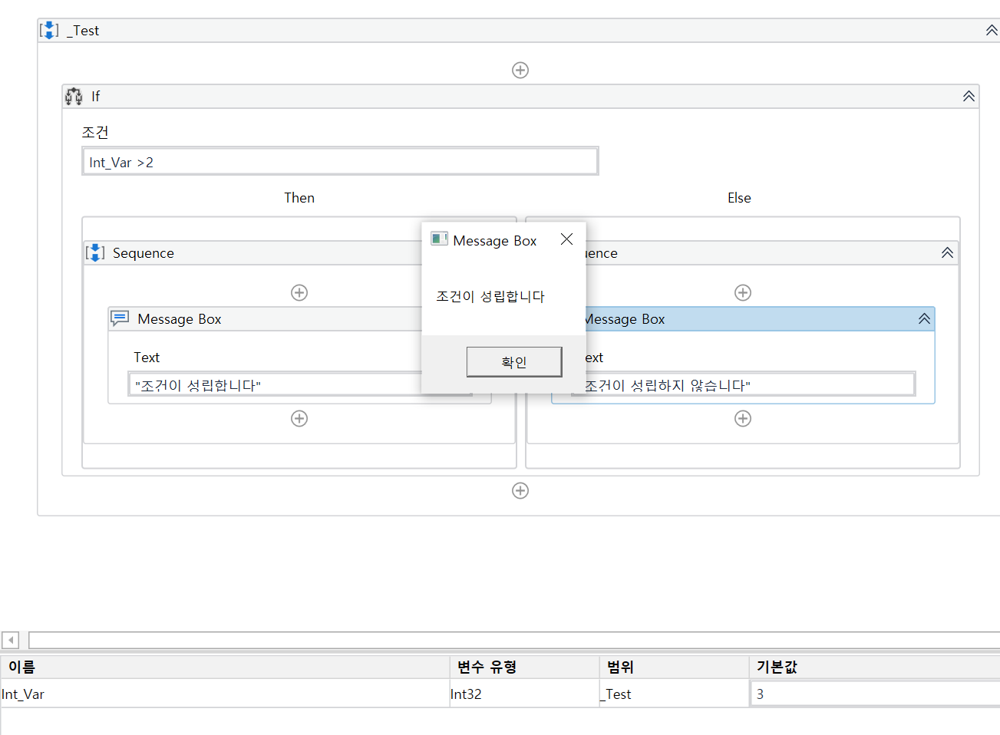 _Test
If
조건
Int_Var >2
Then
Else
Message Box
조건이 성립합니다
확인
Sequence
Message Box
Text
"조건이 성립합니다"
uence
Message Box
ext
조건이 성립하지 않습니다"
이름
변수 유형
범위
기본값
Int_Var
Int32
_Test
3